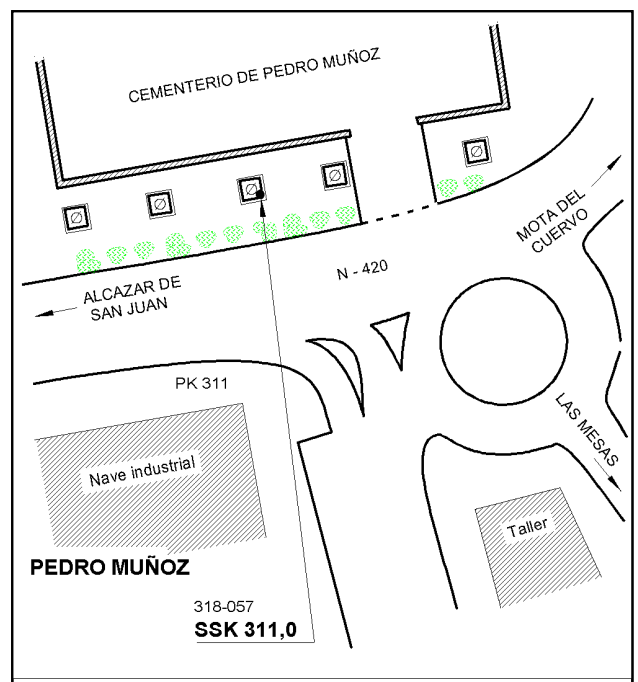 CEMENTERIO DE PEDRO MUÑOZ
MOTA DEL
CUERVO
N - 420
ALCAZAR DE
SAN JUAN
PK 311
LAS MESAS
Nave industrial
Taller
PEDRO MUÑOZ
318-057
SSK 311,0